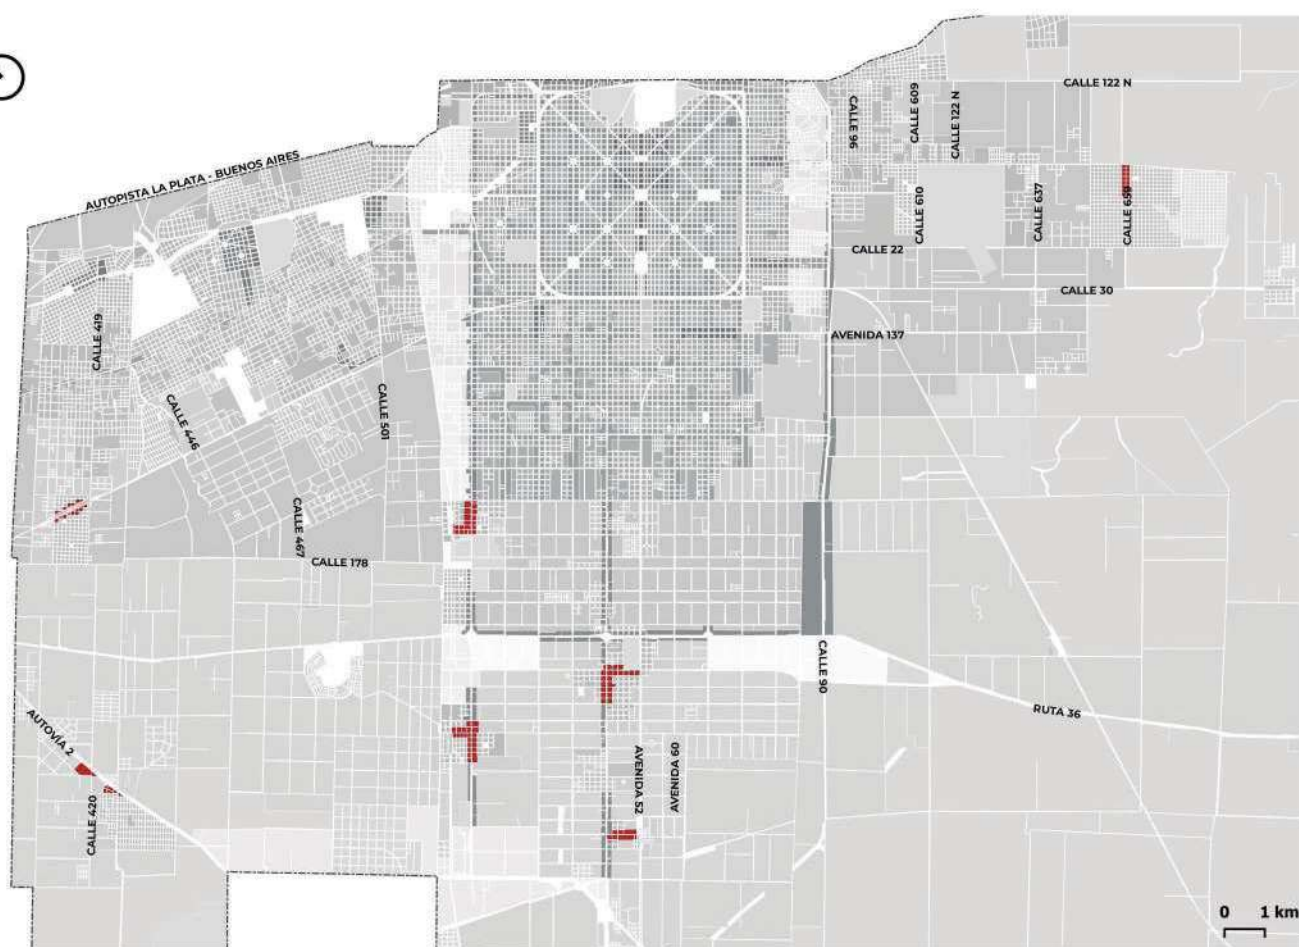 CALLE 122 N
CALLE 96
CALLE 609
CALLE 122 N
AUTOPISTA LA PLATA - BUENOS AIRES
CALLE 610
CALLE 637
CALLE 659
CALLE 22
CALLE 30
CALLE 419
AVENIDA 137
CALLE 446
CALLE 501
CALLE 467
CALLE 178
CALLE 90
RUTA 36
AUTOVÍA 2
AVENIDA 52
AVENIDA 60
CALLE 420
0 1 km